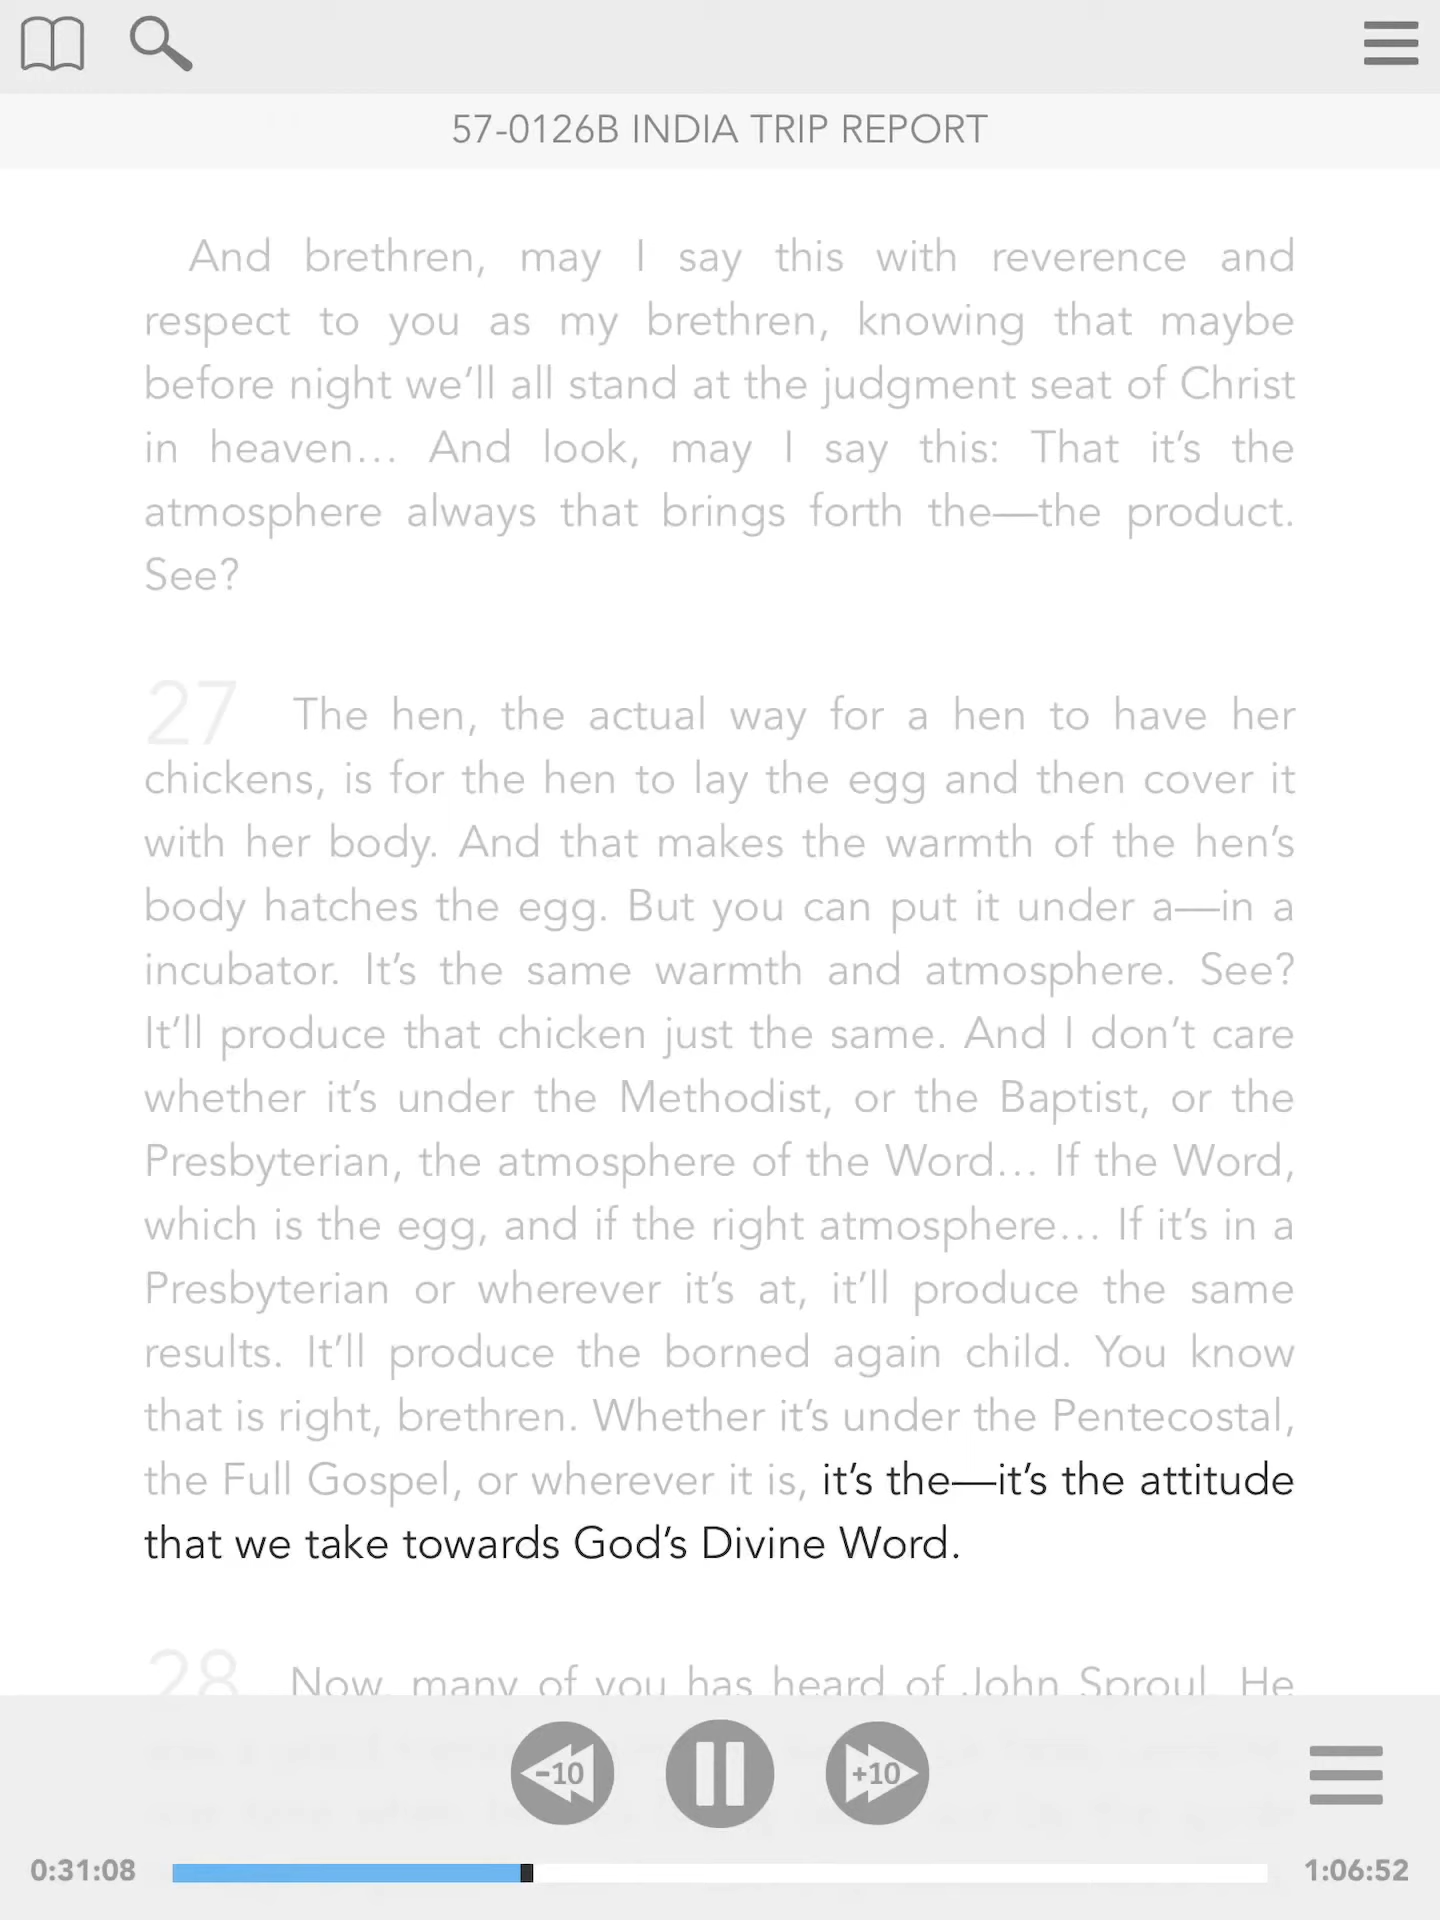 57-0126B INDIA TRIP REPORT
And brethren, may I say this with reverence and
respect to you as my brethren, knowing that maybe
before night we’ll all stand at the judgment seat of Christ
in heaven… And look, may I say this: That it’s the
atmosphere always that brings forth the—the product.
See?
27 The hen, the actual way for a hen to have her
chickens, is for the hen to lay the egg and then cover it
with her body. And that makes the warmth of the hen’s
body hatches the egg. But you can put it under a—in a
incubator. It’s the same warmth and atmosphere. See?
It’ll produce that chicken just the same. And I don’t care
whether it’s under the Methodist, or the Baptist, or the
Presbyterian, the atmosphere of the Word… If the Word,
which is the egg, and if the right atmosphere… If it’s in a
Presbyterian or wherever it’s at, it’ll produce the same
results. It’ll produce the borned again child. You know
that is right, brethren. Whether it’s under the Pentecostal,
the Full Gospel, or wherever it is, it’s the—it’s the attitude
that we take towards God’s Divine Word.
28 Now, many of you has heard of John Sproul. He
-10 +10
0:31:08 1:06:52